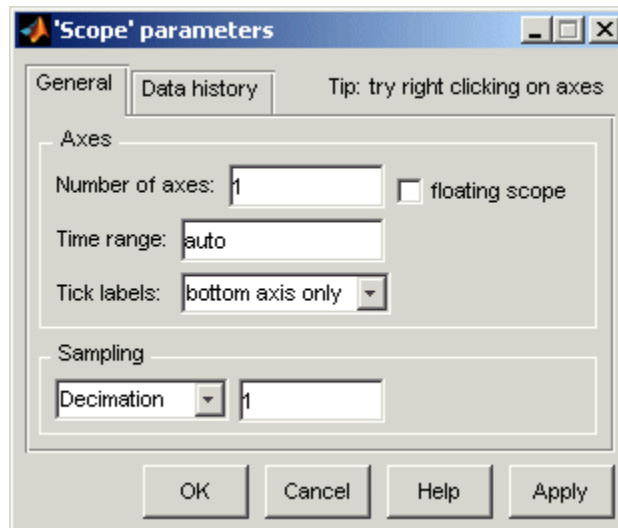 'Scope' parameters
General Data history Tip: try right clicking on axes
Axes
Number of axes: 1 floating scope
Time range: auto
Tick labels: bottom axis only
Sampling
Decimation 1
OK Cancel Help Apply